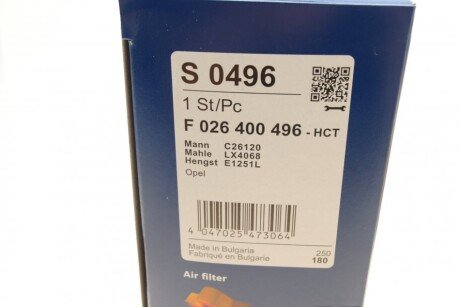 S 0496
1 St/Pc
F 026 400 496 - HCT
Mann C26120
Mahle LX4068
Hengst E1251L
Opel
4 047025 473064
Made in Bulgaria
Fabriqué en Bulgarie
250
180
Air filter